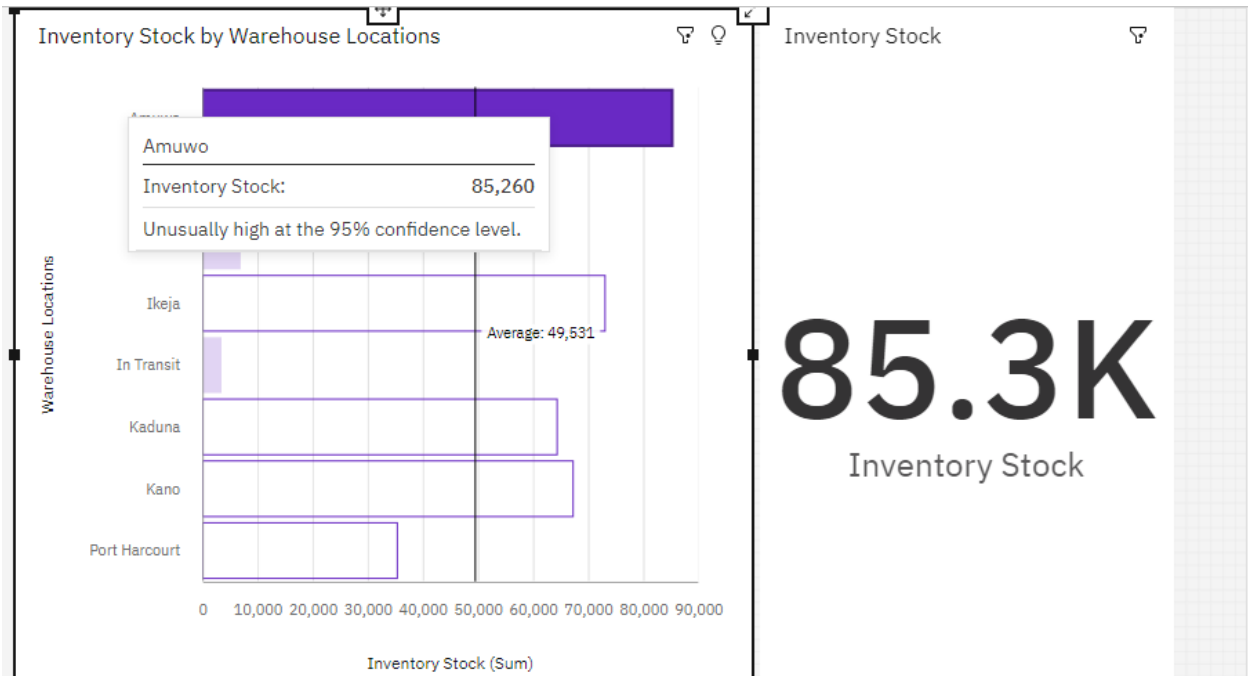 Inventory Stock by Warehouse Locations
Inventory Stock
Amuwo
Inventory Stock: 85,260
Unusually high at the 95% confidence level.
Warehouse Locations
Ikeja
Average: 49,531
In Transit
Kaduna
Kano
Port Harcourt
0 10,000 20,000 30,000 40,000 50,000 60,000 70,000 80,000 90,000
Inventory Stock (Sum)
85.3K
Inventory Stock